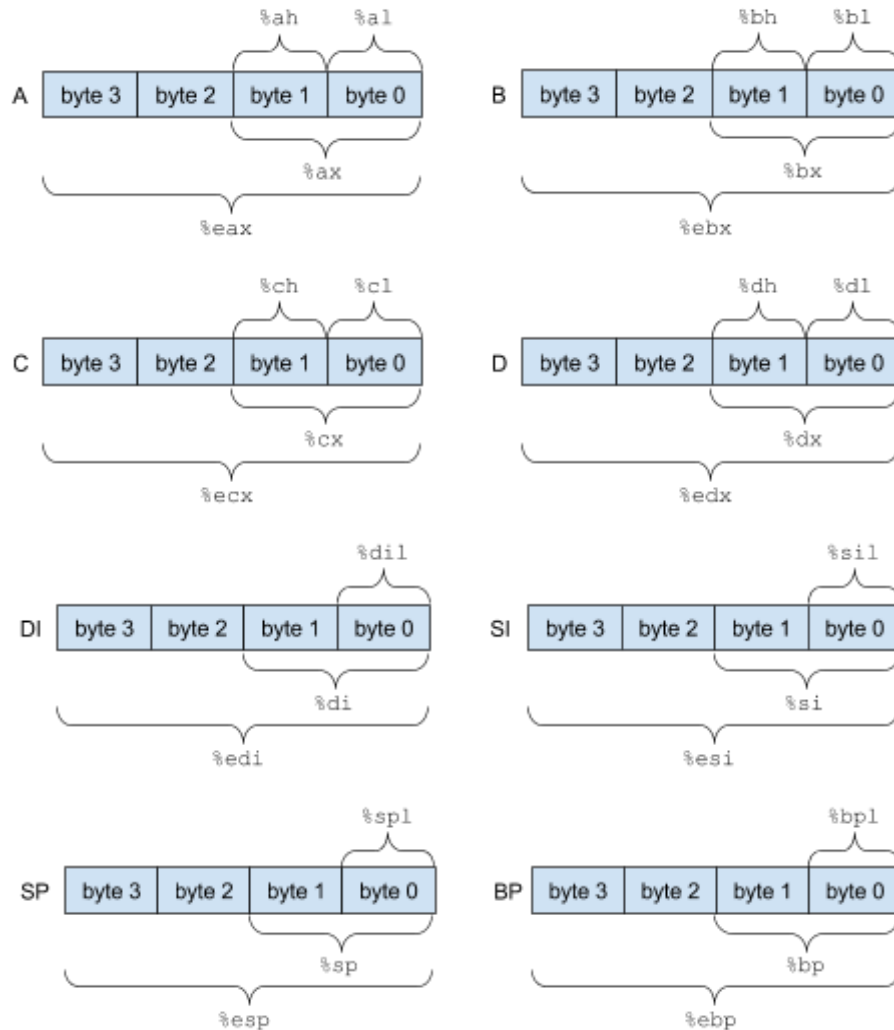 %ah %al %bh %bl
A byte 3 byte 2 byte 1 byte 0 B byte 3 byte 2 byte 1 byte 0
%ax %bx
%eax %ebx
%ch %cl %dh %dl
C byte 3 byte 2 byte 1 byte 0 D byte 3 byte 2 byte 1 byte 0
%cx %dx
%ecx %edx
%dil %sil
DI byte 3 byte 2 byte 1 byte 0 SI byte 3 byte 2 byte 1 byte 0
%di %si
%edi %esi
%spl %bpl
SP byte 3 byte 2 byte 1 byte 0 BP byte 3 byte 2 byte 1 byte 0
%sp %bp
%esp %ebp